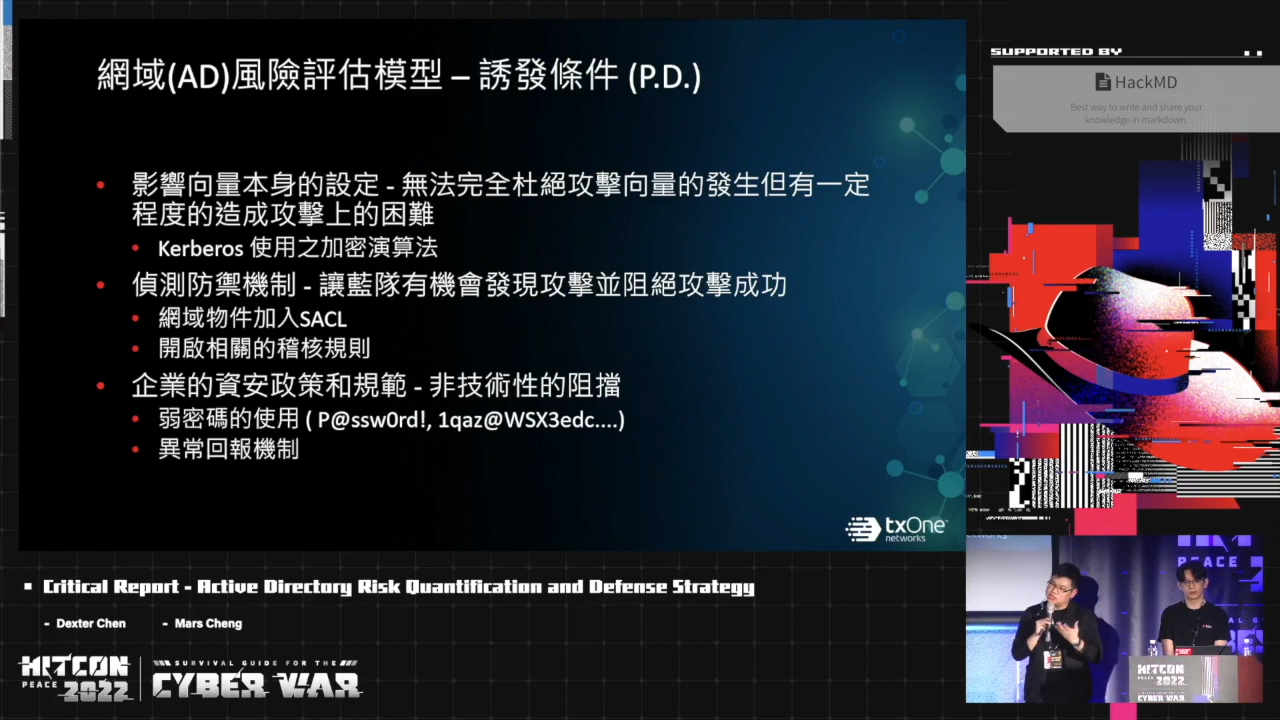 網域(AD)風險評估模型 – 誘發條件 (P.D.)
• 影響向量本身的設定 - 無法完全杜絕攻擊向量的發生但有一定
程度的造成攻擊上的困難
• Kerberos 使用之加密演算法
• 偵測防禦機制 - 讓藍隊有機會發現攻擊並阻絕攻擊成功
• 網域物件加入SACL
• 開啟相關的稽核規則
• 企業的資安政策和規範 - 非技術性的阻擋
• 弱密碼的使用 ( P@ssw0rd!, 1qaz@WSX3edc....)
• 異常回報機制
txOne
networks
SUPPORTED BY
HackMD
Best way to write and share your
knowledge in markdown.
Critical Report - Active Directory Risk Quantification and Defense Strategy
- Dexter Chen - Mars Cheng
HITCON
PEACE 2022
SURVIVAL GUIDE FOR THE
CYBER WAR
PEACE
HITCON
2022
CYBER WAR